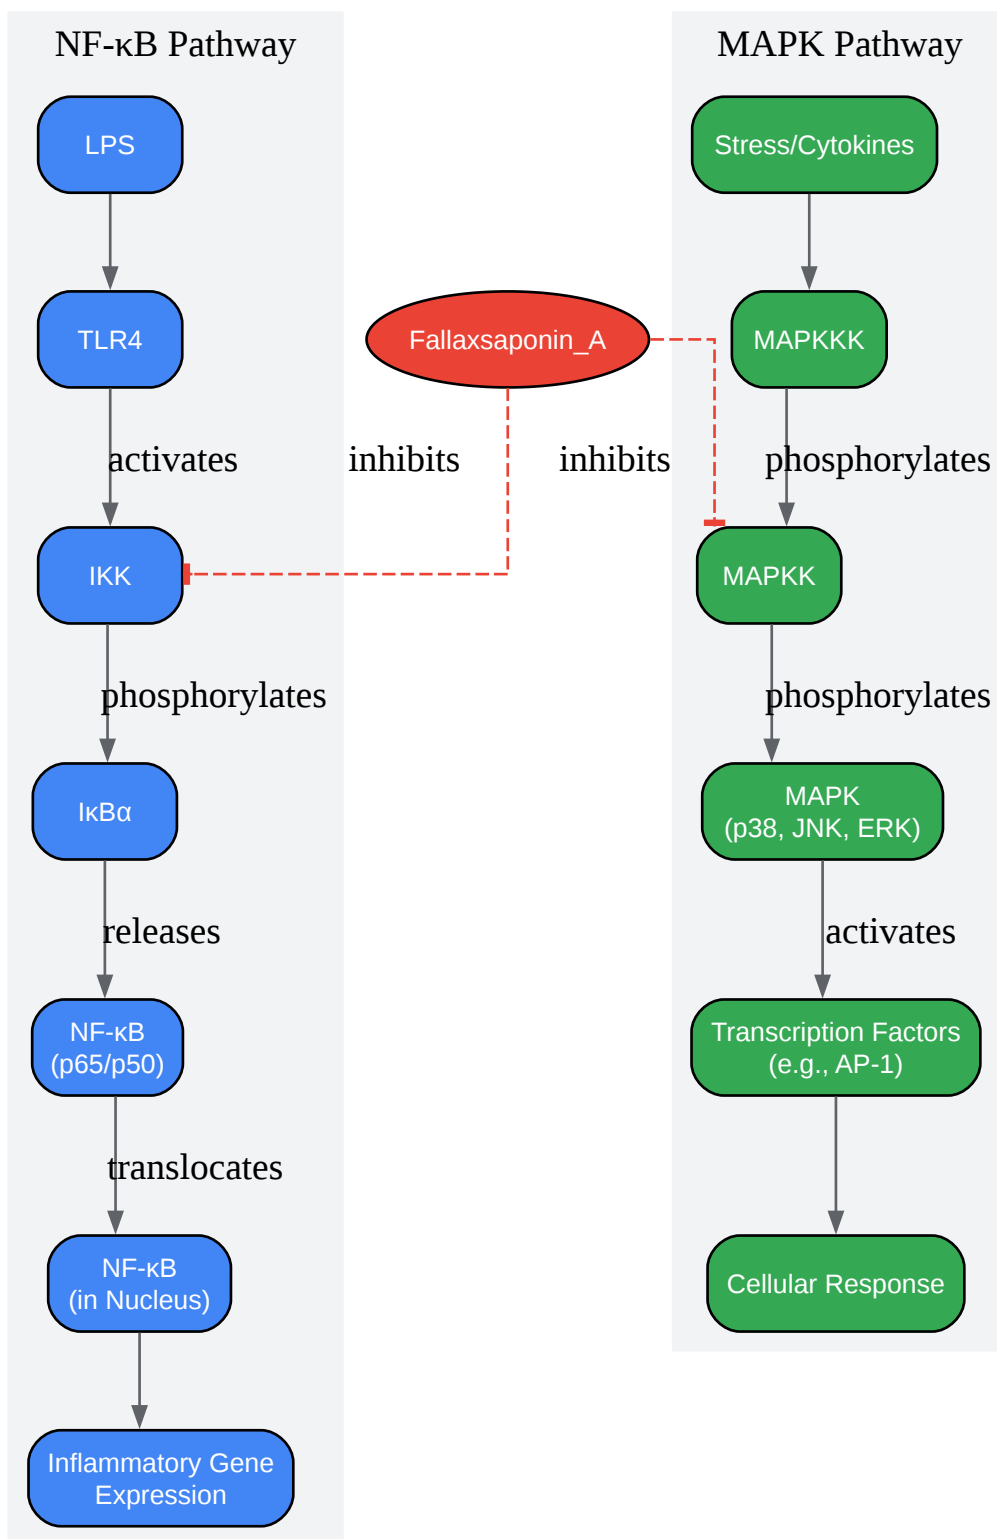 NF-κB Pathway
LPS
TLR4
activates
IKK
phosphorylates
IκBα
releases
NF-κB
(p65/p50)
translocates
NF-κB
(in Nucleus)
Inflammatory Gene
Expression
Fallaxsaponin_A
inhibits
inhibits
MAPK Pathway
Stress/Cytokines
MAPKKK
phosphorylates
MAPKK
phosphorylates
MAPK
(p38, JNK, ERK)
activates
Transcription Factors
(e.g., AP-1)
Cellular Response